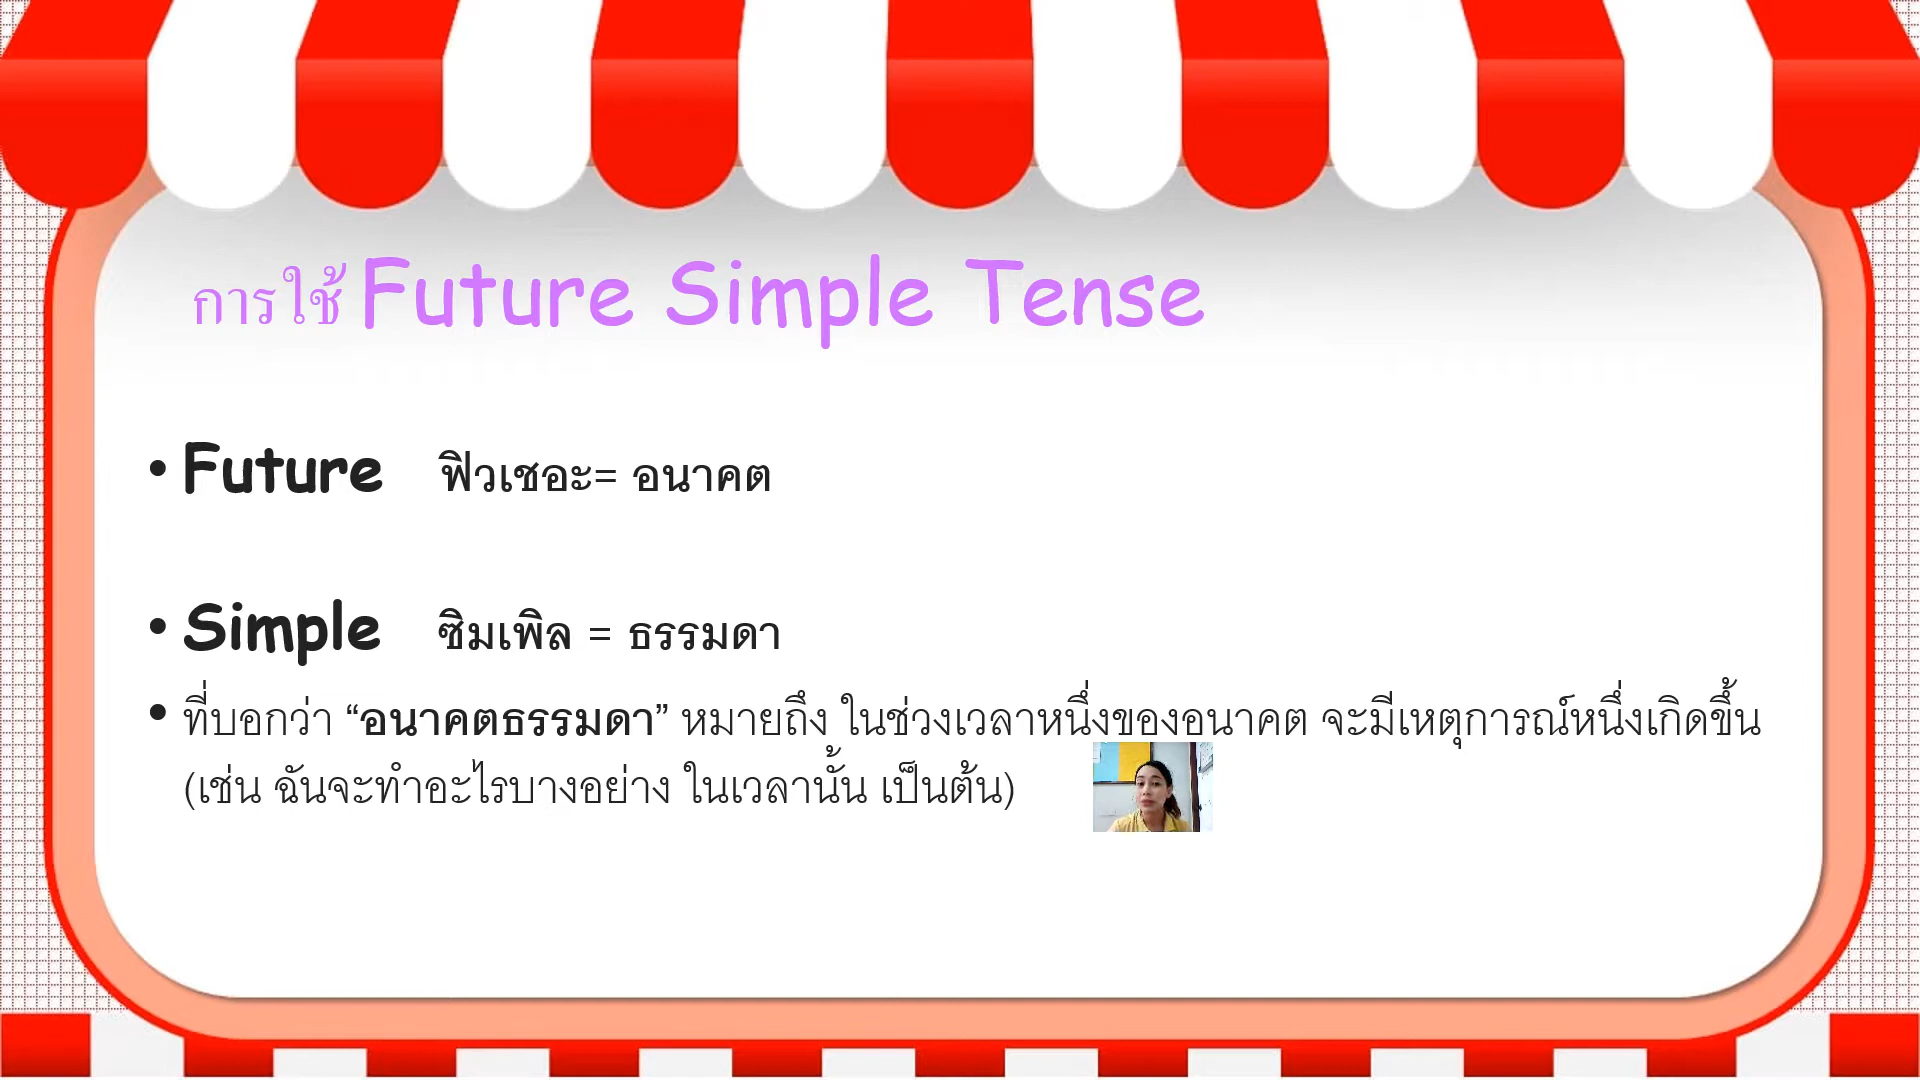 การใช้ Future Simple Tense
• Future ฟิวเชอะ= อนาคต
• Simple ซิมเพิล = ธรรมดา
• ที่บอกว่า “อนาคตธรรมดา” หมายถึง ในช่วงเวลาหนึ่งของอนาคต จะมีเหตุการณ์หนึ่งเกิดขึ้น
(เช่น ฉันจะทำอะไรบางอย่าง ในเวลานั้น เป็นต้น)